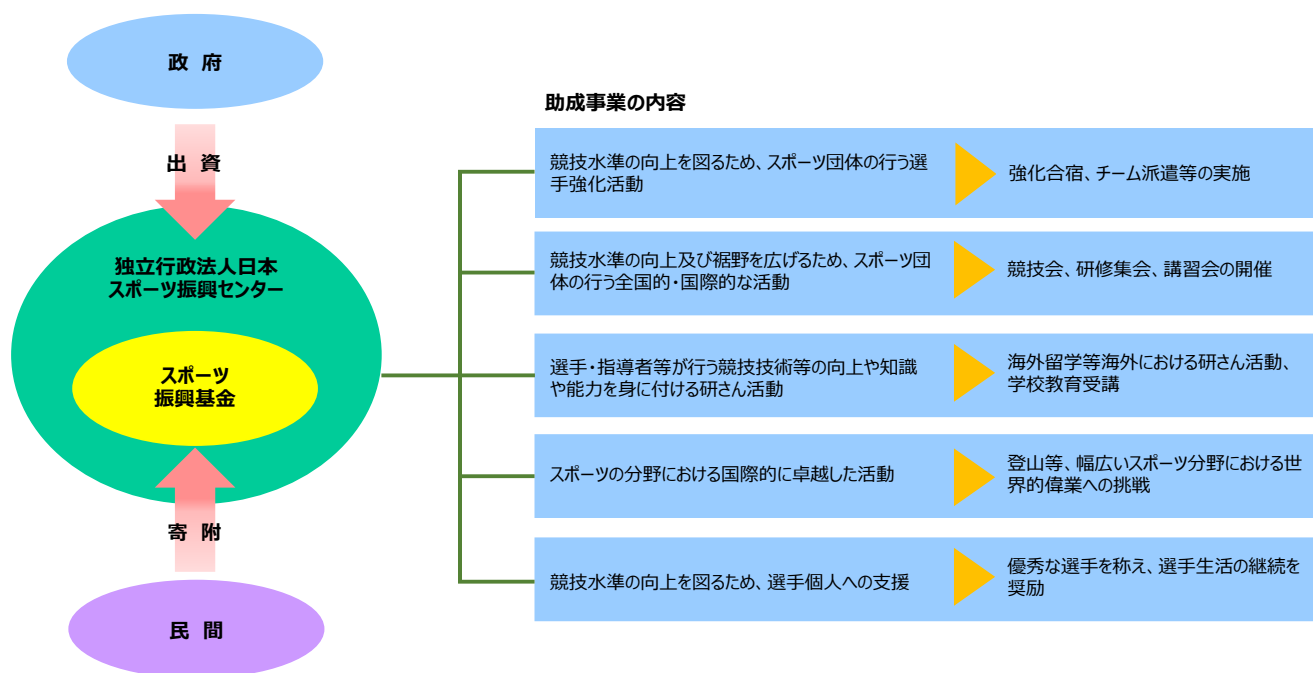 政 府
出 資
独立行政法人日本
スポーツ振興センター
スポーツ
振興基金
寄 附
民 間
助成事業の内容
競技水準の向上を図るため、スポーツ団体の行う選
手強化活動
強化合宿、チーム派遣等の実施
競技水準の向上及び裾野を広げるため、スポーツ団
体の行う全国的・国際的な活動
競技会、研修集会、講習会の開催
選手・指導者等が行う競技技術等の向上や知識
や能力を身に付ける研さん活動
海外留学等海外における研さん活動、
学校教育受講
スポーツの分野における国際的に卓越した活動
登山等、幅広いスポーツ分野における世
界的偉業への挑戦
競技水準の向上を図るため、選手個人への支援
優秀な選手を称え、選手生活の継続を
奨励